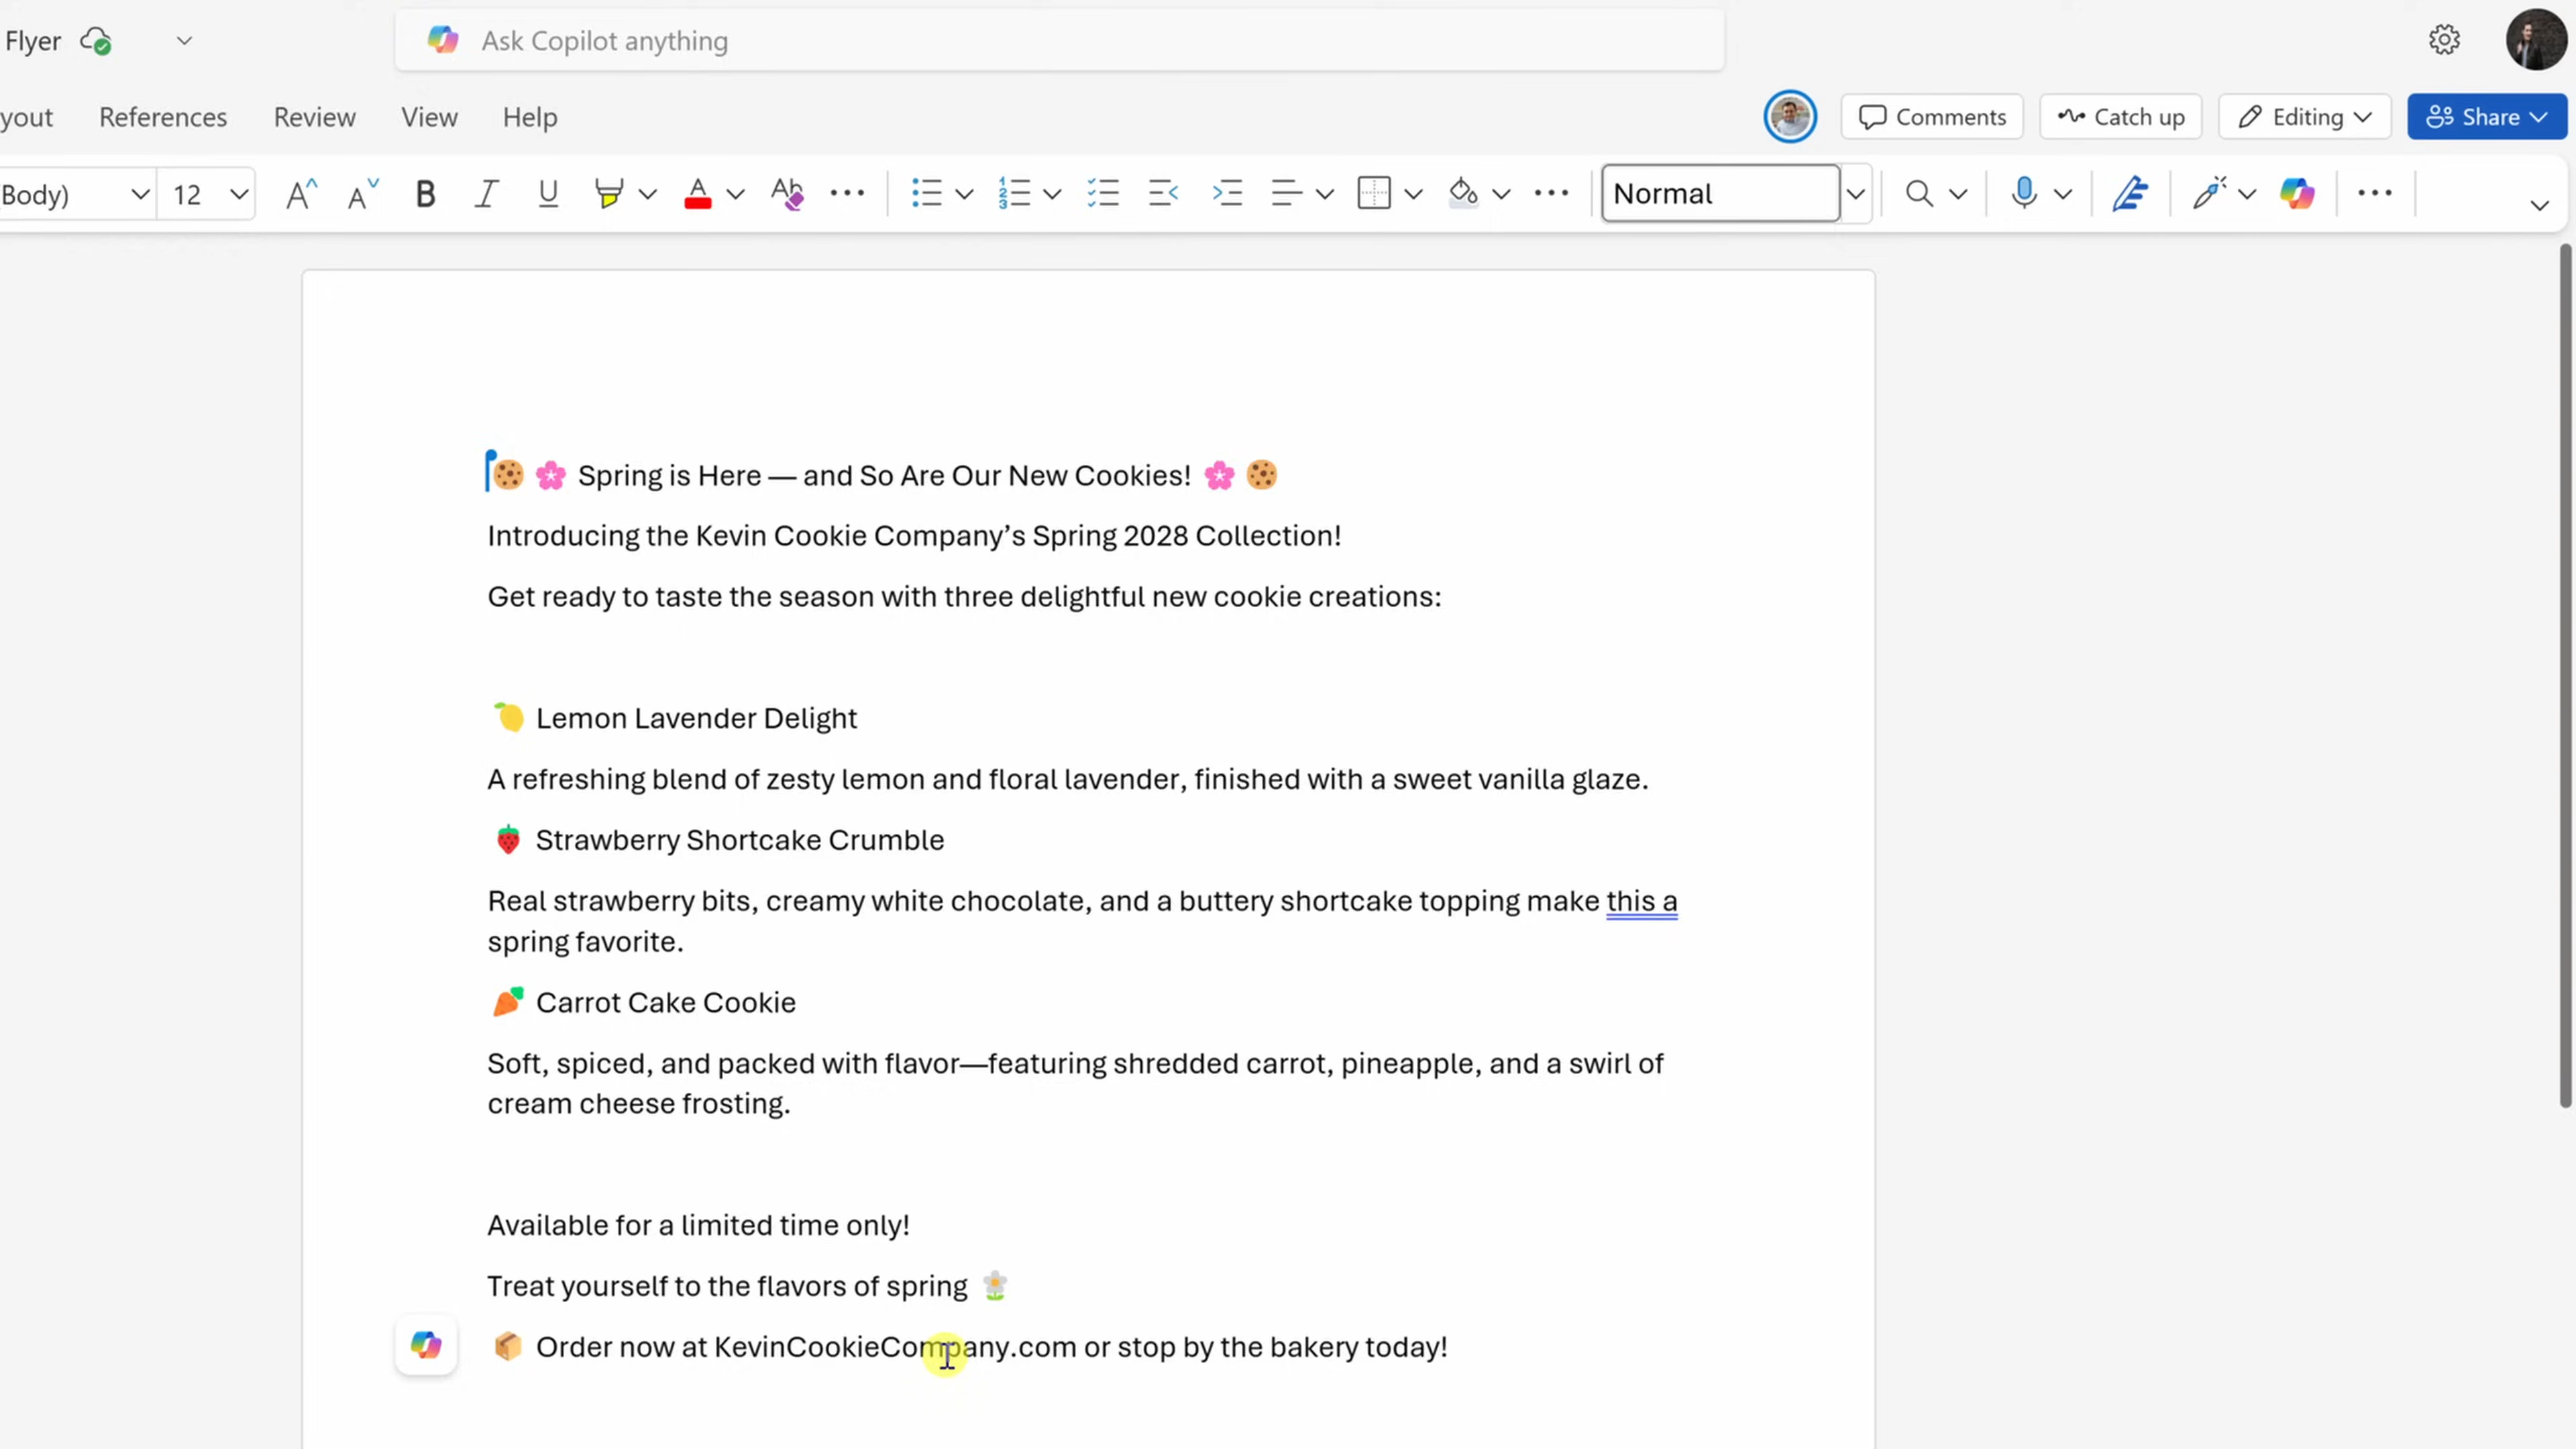 Flyer
Ask Copilot anything
yout References Review View Help Comments Catch up Editing Share
Body) 12 Normal
🍪 🌸 Spring is Here — and So Are Our New Cookies! 🌸 🍪
Introducing the Kevin Cookie Company’s Spring 2028 Collection!
Get ready to taste the season with three delightful new cookie creations:
🍋 Lemon Lavender Delight
A refreshing blend of zesty lemon and floral lavender, finished with a sweet vanilla glaze.
🍓 Strawberry Shortcake Crumble
Real strawberry bits, creamy white chocolate, and a buttery shortcake topping make this a
spring favorite.
🥕 Carrot Cake Cookie
Soft, spiced, and packed with flavor—featuring shredded carrot, pineapple, and a swirl of
cream cheese frosting.
Available for a limited time only!
Treat yourself to the flavors of spring 🌼
📦 Order now at KevinCookieCompany.com or stop by the bakery today!